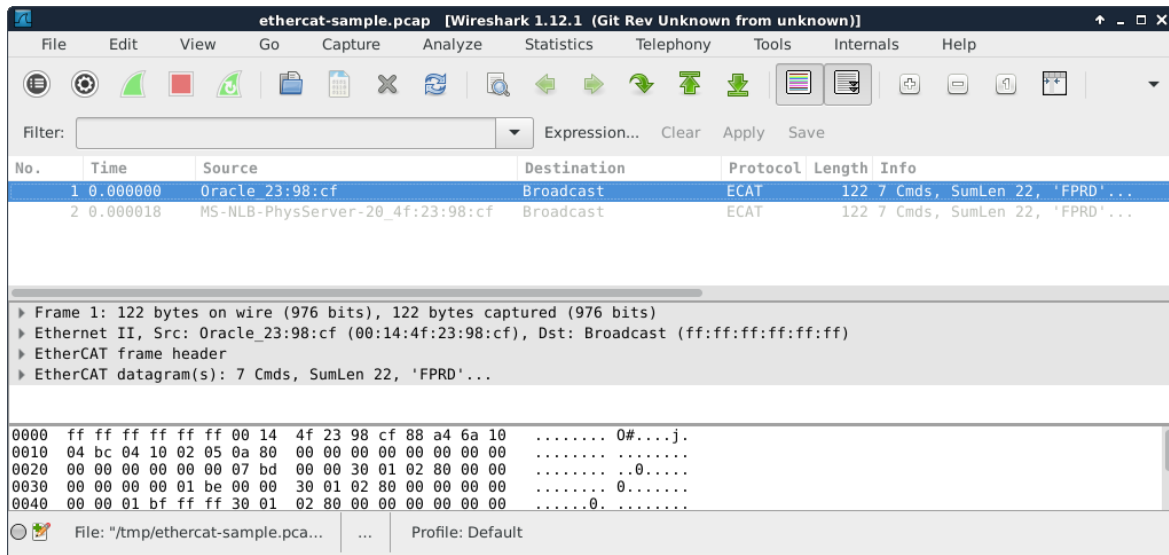 ethercat-sample.pcap [Wireshark 1.12.1 (Git Rev Unknown from unknown)]
File Edit View Go Capture Analyze Statistics Telephony Tools Internals Help
Filter: Expression... Clear Apply Save
No. Time Source Destination Protocol Length Info
1 0.000000 Oracle_23:98:cf Broadcast ECAT 122 7 Cmds, SumLen 22, 'FPRD'...
2 0.000018 MS-NLB-PhysServer-20_4f:23:98:cf Broadcast ECAT 122 7 Cmds, SumLen 22, 'FPRD'...
Frame 1: 122 bytes on wire (976 bits), 122 bytes captured (976 bits)
Ethernet II, Src: Oracle_23:98:cf (00:14:4f:23:98:cf), Dst: Broadcast (ff:ff:ff:ff:ff:ff)
EtherCAT frame header
EtherCAT datagram(s): 7 Cmds, SumLen 22, 'FPRD'...
0000 ff ff ff ff ff ff 00 14 4f 23 98 cf 88 a4 6a 10 ........ O#....j.
0010 04 bc 04 10 02 05 0a 80 00 00 00 00 00 00 00 00 ........ ........
0020 00 00 00 00 00 00 07 bd 00 00 30 01 02 80 00 00 ........ ..0.....
0030 00 00 00 00 01 be 00 00 30 01 02 80 00 00 00 00 ........ 0.......
0040 00 00 01 bf ff ff 30 01 02 80 00 00 00 00 00 00 ......0. ........
File: "/tmp/ethercat-sample.pca... ... Profile: Default